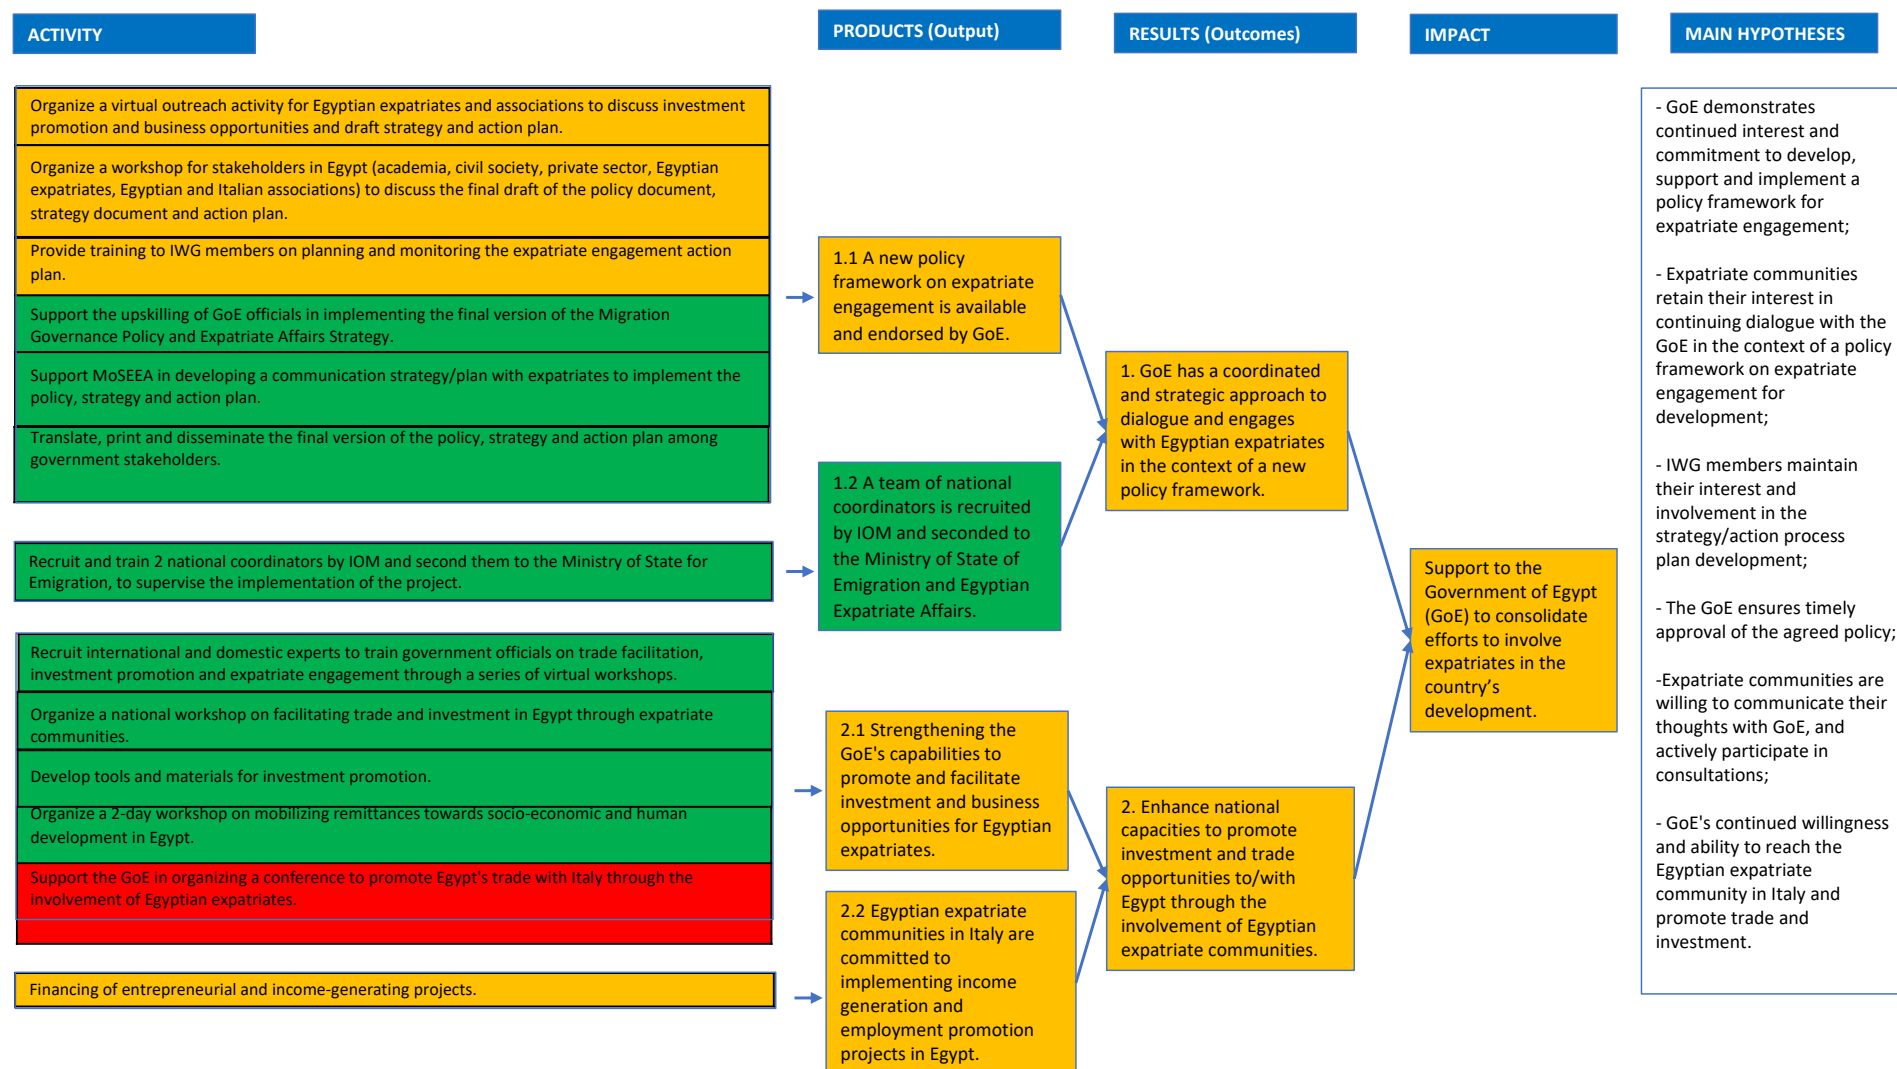 ACTIVITY
PRODUCTS (Output)
RESULTS (Outcomes)
IMPACT
MAIN HYPOTHESES
Organize a virtual outreach activity for Egyptian expatriates and associations to discuss investment
promotion and business opportunities and draft strategy and action plan.
Organize a workshop for stakeholders in Egypt (academia, civil society, private sector, Egyptian
expatriates, Egyptian and Italian associations) to discuss the final draft of the policy document,
strategy document and action plan.
Provide training to IWG members on planning and monitoring the expatriate engagement action
plan.
Support the upskilling of GoE officials in implementing the final version of the Migration
Governance Policy and Expatriate Affairs Strategy.
Support MoSEEA in developing a communication strategy/plan with expatriates to implement the
policy, strategy and action plan.
Translate, print and disseminate the final version of the policy, strategy and action plan among
government stakeholders.
Recruit and train 2 national coordinators by IOM and second them to the Ministry of State for
Emigration, to supervise the implementation of the project.
Recruit international and domestic experts to train government officials on trade facilitation,
investment promotion and expatriate engagement through a series of virtual workshops.
Organize a national workshop on facilitating trade and investment in Egypt through expatriate
communities.
Develop tools and materials for investment promotion.
Organize a 2-day workshop on mobilizing remittances towards socio-economic and human
development in Egypt.
Support the GoE in organizing a conference to promote Egypt's trade with Italy through the
involvement of Egyptian expatriates.
Financing of entrepreneurial and income-generating projects.
1.1 A new policy
framework on expatriate
engagement is available
and endorsed by GoE.
1.2 A team of national
coordinators is recruited
by IOM and seconded to
the Ministry of State of
Emigration and Egyptian
Expatriate Affairs.
2.1 Strengthening the
GoE's capabilities to
promote and facilitate
investment and business
opportunities for Egyptian
expatriates.
2.2 Egyptian expatriate
communities in Italy are
committed to
implementing income
generation and
employment promotion
projects in Egypt.
1. GoE has a coordinated
and strategic approach to
dialogue and engages
with Egyptian expatriates
in the context of a new
policy framework.
2. Enhance national
capacities to promote
investment and trade
opportunities to/with
Egypt through the
involvement of Egyptian
expatriate communities.
Support to the
Government of Egypt
(GoE) to consolidate
efforts to involve
expatriates in the
country’s
development.
- GoE demonstrates
continued interest and
commitment to develop,
support and implement a
policy framework for
expatriate engagement;
- Expatriate communities
retain their interest in
continuing dialogue with the
GoE in the context of a policy
framework on expatriate
engagement for
development;
- IWG members maintain
their interest and
involvement in the
strategy/action process
plan development;
- The GoE ensures timely
approval of the agreed policy;
-Expatriate communities are
willing to communicate their
thoughts with GoE, and
actively participate in
consultations;
- GoE's continued willingness
and ability to reach the
Egyptian expatriate
community in Italy and
promote trade and
investment.